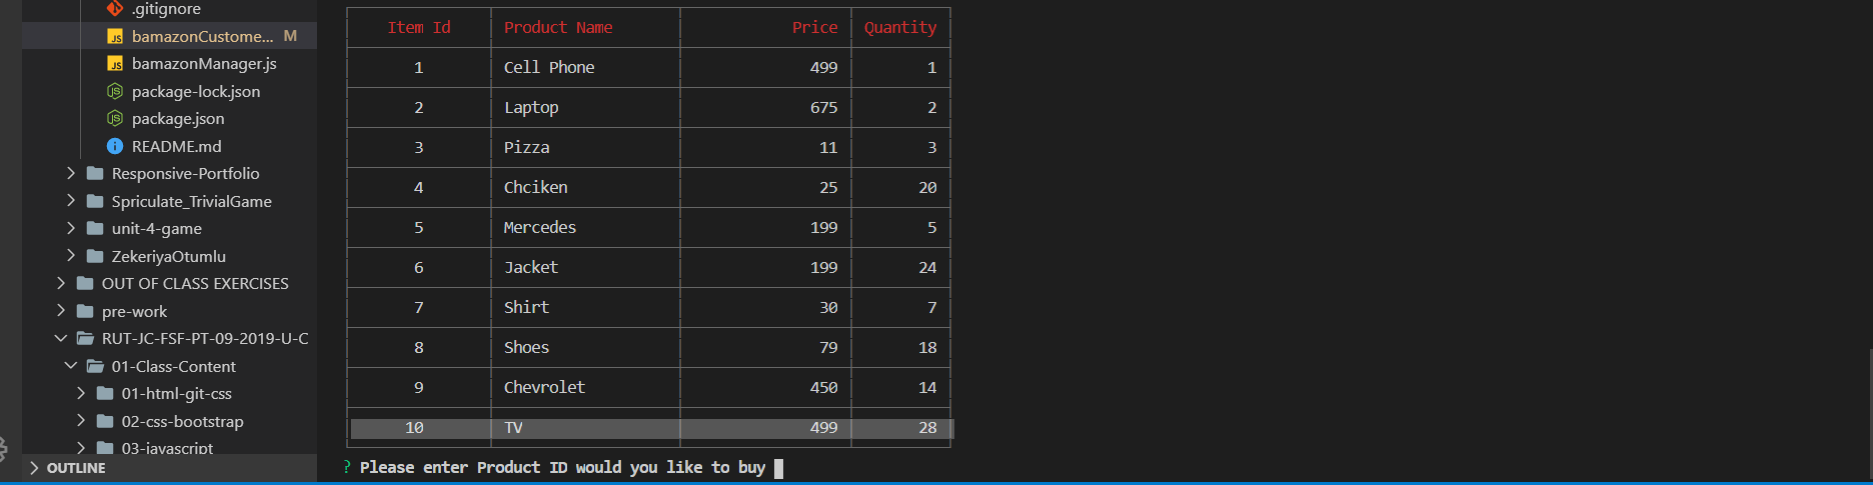 .gitignore
bamazonCustome... M
bamazonManager.js
package-lock.json
package.json
README.md
Responsive-Portfolio
Spriculate_TrivialGame
unit-4-game
ZekeriyaOtumlu
OUT OF CLASS EXERCISES
pre-work
RUT-JC-FSF-PT-09-2019-U-C
01-Class-Content
01-html-git-css
02-css-bootstrap
03-javascript
OUTLINE
Item Id Product Name Price Quantity
1 Cell Phone 499 1
2 Laptop 675 2
3 Pizza 11 3
4 Chciken 25 20
5 Mercedes 199 5
6 Jacket 199 24
7 Shirt 30 7
8 Shoes 79 18
9 Chevrolet 450 14
10 TV 499 28
? Please enter Product ID would you like to buy